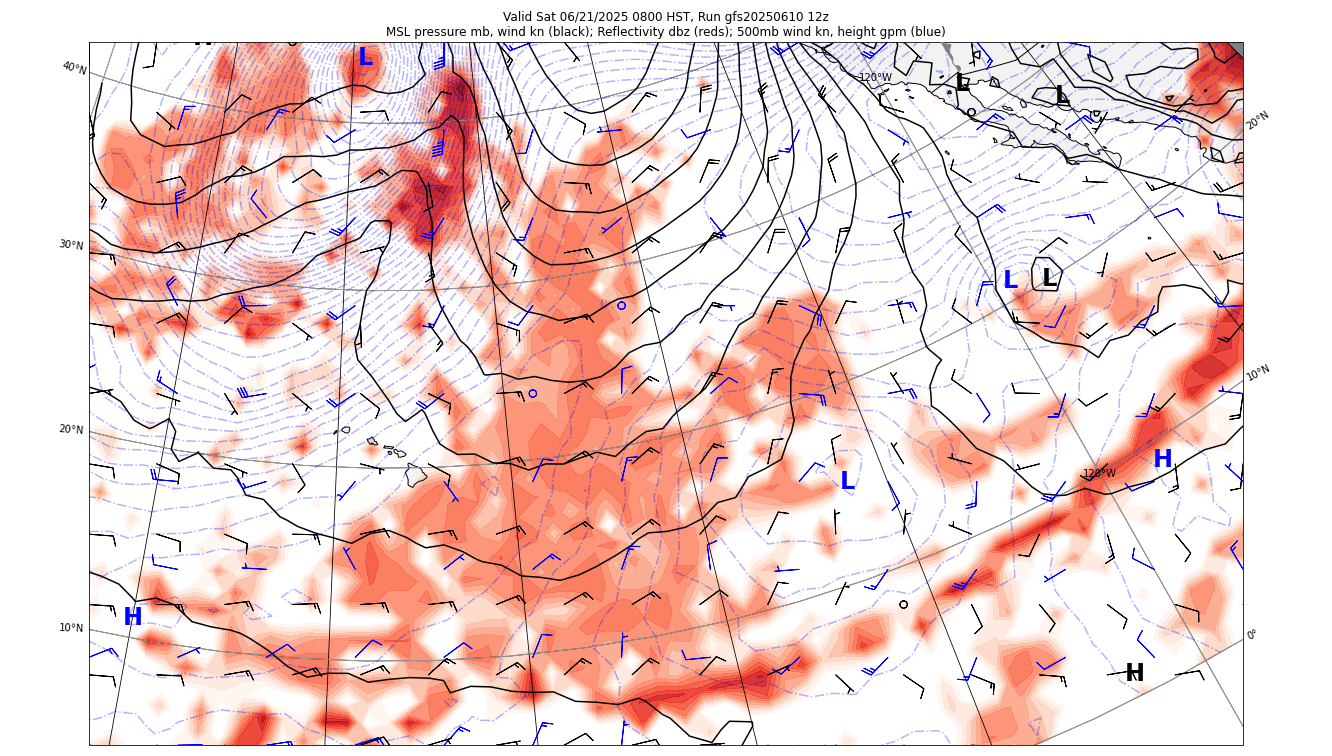 Valid Sat 06/21/2025 0800 HST, Run gfs20250610 12z
MSL pressure mb, wind kn (black); Reflectivity dbz (reds); 500mb wind kn, height gpm (blue)
L
40°N
120°W
L
L
20°N
30°N
L
L
10°N
20°N
H
120°W
L
H
10°N
0°
H